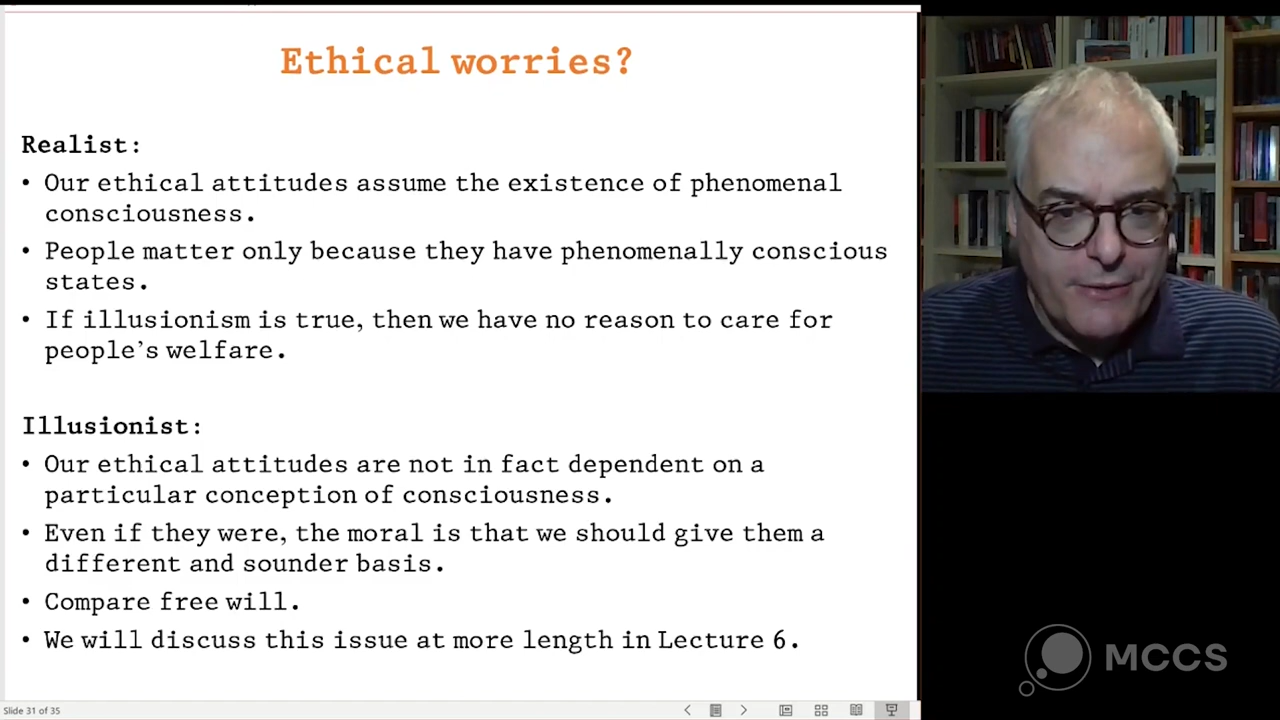 Ethical worries?
Realist:
• Our ethical attitudes assume the existence of phenomenal
consciousness.
• People matter only because they have phenomenally conscious
states.
• If illusionism is true, then we have no reason to care for
people's welfare.
Illusionist:
• Our ethical attitudes are not in fact dependent on a
particular conception of consciousness.
• Even if they were, the moral is that we should give them a
different and sounder basis.
• Compare free will.
• We will discuss this issue at more length in Lecture 6.
Slide 31 of 35
MCCS